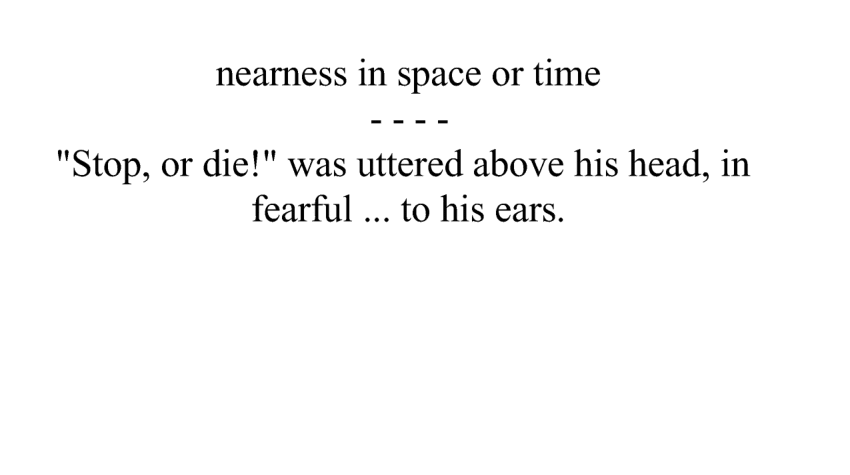 nearness in space or time
- - - -
"Stop, or die!" was uttered above his head, in
fearful ... to his ears.